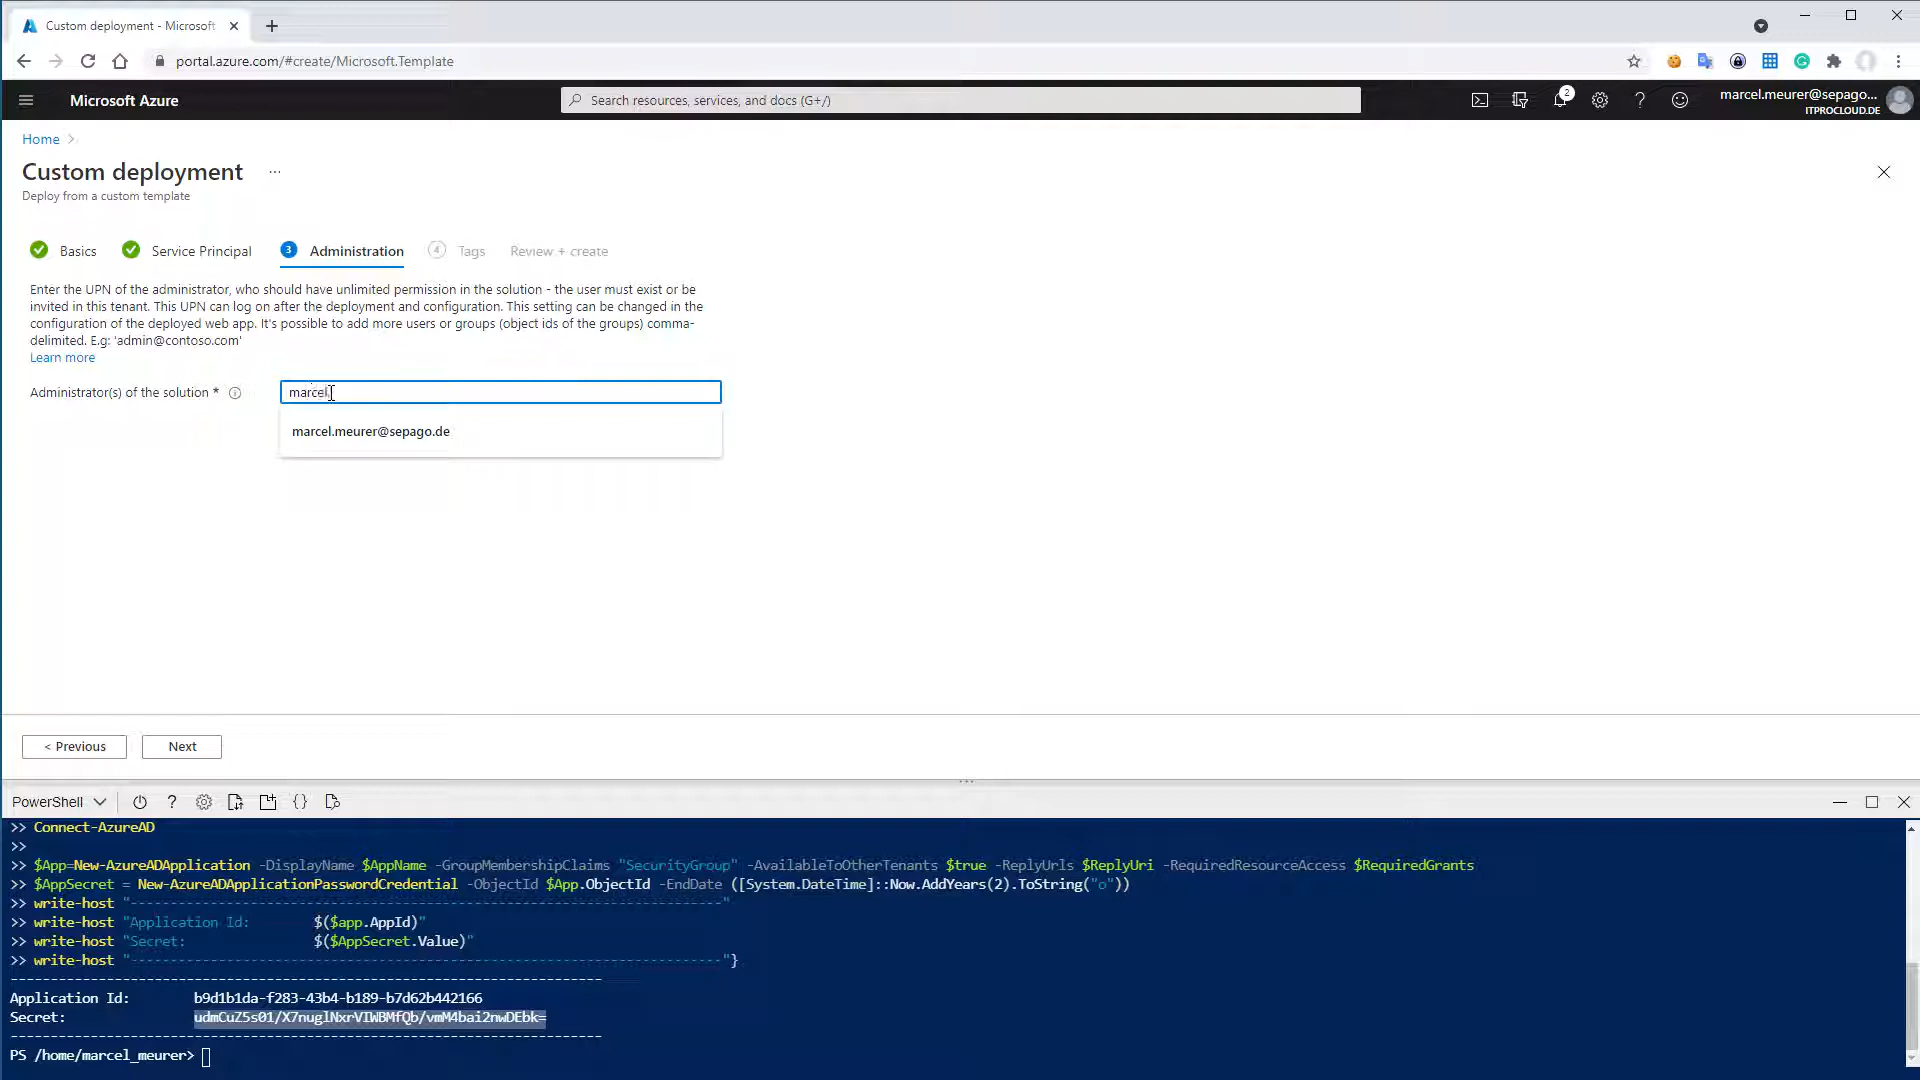 Custom deployment - Microsoft
portal.azure.com/#create/Microsoft.Template
Microsoft Azure
Search resources, services, and docs (G+/)
2
marcel.meurer@sepago...
ITPROCLOUD.DE
Home >
Custom deployment ...
Deploy from a custom template
Basics
Service Principal
3 Administration
4 Tags
Review + create
Enter the UPN of the administrator, who should have unlimited permission in the solution - the user must exist or be
invited in this tenant. This UPN can log on after the deployment and configuration. This setting can be changed in the
configuration of the deployed web app. It's possible to add more users or groups (object ids of the groups) comma-
delimited. E.g: 'admin@contoso.com'
Learn more
Administrator(s) of the solution *
marcel
marcel.meurer@sepago.de
< Previous
Next
PowerShell
>> Connect-AzureAD
>>
>> $App=New-AzureADApplication -DisplayName $AppName -GroupMembershipClaims "SecurityGroup" -AvailableToOtherTenants $true -ReplyUrls $ReplyUri -RequiredResourceAccess $RequiredGrants
>> $AppSecret = New-AzureADApplicationPasswordCredential -ObjectId $App.ObjectId -EndDate ([System.DateTime]::Now.AddYears(2).ToString("o"))
>> write-host "--------------------------------------------------------------------------"
>> write-host "Application Id:        $($app.AppId)"
>> write-host "Secret:                $($AppSecret.Value)"
>> write-host "--------------------------------------------------------------------------"}
--------------------------------------------------------------------------
Application Id:        b9d1b1da-f283-43b4-b189-b7d62b442166
Secret:                udmCuZ5s01/X7nuglNxrVIWBMfQb/vmM4bai2nwDEbk=
--------------------------------------------------------------------------
PS /home/marcel_meurer>